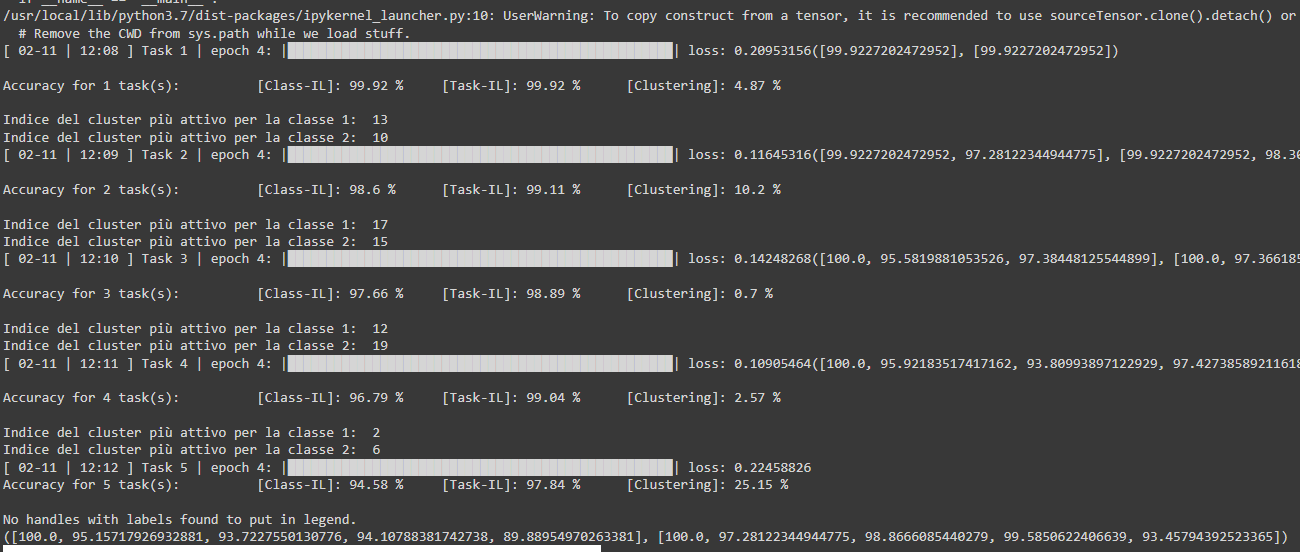 /usr/local/lib/python3.7/dist-packages/ipykernel_launcher.py:10: UserWarning: To copy construct from a tensor, it is recommended to use sourceTensor.clone().detach() or
# Remove the CWD from sys.path while we load stuff.
[ 02-11 | 12:08 ] Task 1 | epoch 4: |████████████████████████████████████████████████| loss: 0.20953156([99.9227202472952], [99.9227202472952])
Accuracy for 1 task(s): [Class-IL]: 99.92 % [Task-IL]: 99.92 % [Clustering]: 4.87 %
Indice del cluster più attivo per la classe 1: 13
Indice del cluster più attivo per la classe 2: 10
[ 02-11 | 12:09 ] Task 2 | epoch 4: |████████████████████████████████████████████████| loss: 0.11645316([99.9227202472952, 97.28122344944775], [99.9227202472952, 98.30
Accuracy for 2 task(s): [Class-IL]: 98.6 % [Task-IL]: 99.11 % [Clustering]: 10.2 %
Indice del cluster più attivo per la classe 1: 17
Indice del cluster più attivo per la classe 2: 15
[ 02-11 | 12:10 ] Task 3 | epoch 4: |████████████████████████████████████████████████| loss: 0.14248268([100.0, 95.5819881053526, 97.38448125544899], [100.0, 97.366185
Accuracy for 3 task(s): [Class-IL]: 97.66 % [Task-IL]: 98.89 % [Clustering]: 0.7 %
Indice del cluster più attivo per la classe 1: 12
Indice del cluster più attivo per la classe 2: 19
[ 02-11 | 12:11 ] Task 4 | epoch 4: |████████████████████████████████████████████████| loss: 0.10905464([100.0, 95.92183517417162, 93.80993897122929, 97.42738589211618
Accuracy for 4 task(s): [Class-IL]: 96.79 % [Task-IL]: 99.04 % [Clustering]: 2.57 %
Indice del cluster più attivo per la classe 1: 2
Indice del cluster più attivo per la classe 2: 6
[ 02-11 | 12:12 ] Task 5 | epoch 4: |████████████████████████████████████████████████| loss: 0.22458826
Accuracy for 5 task(s): [Class-IL]: 94.58 % [Task-IL]: 97.84 % [Clustering]: 25.15 %
No handles with labels found to put in legend.
([100.0, 95.15717926932881, 93.7227550130776, 94.10788381742738, 89.88954970263381], [100.0, 97.28122344944775, 98.8666085440279, 99.5850622406639, 93.45794392523365])